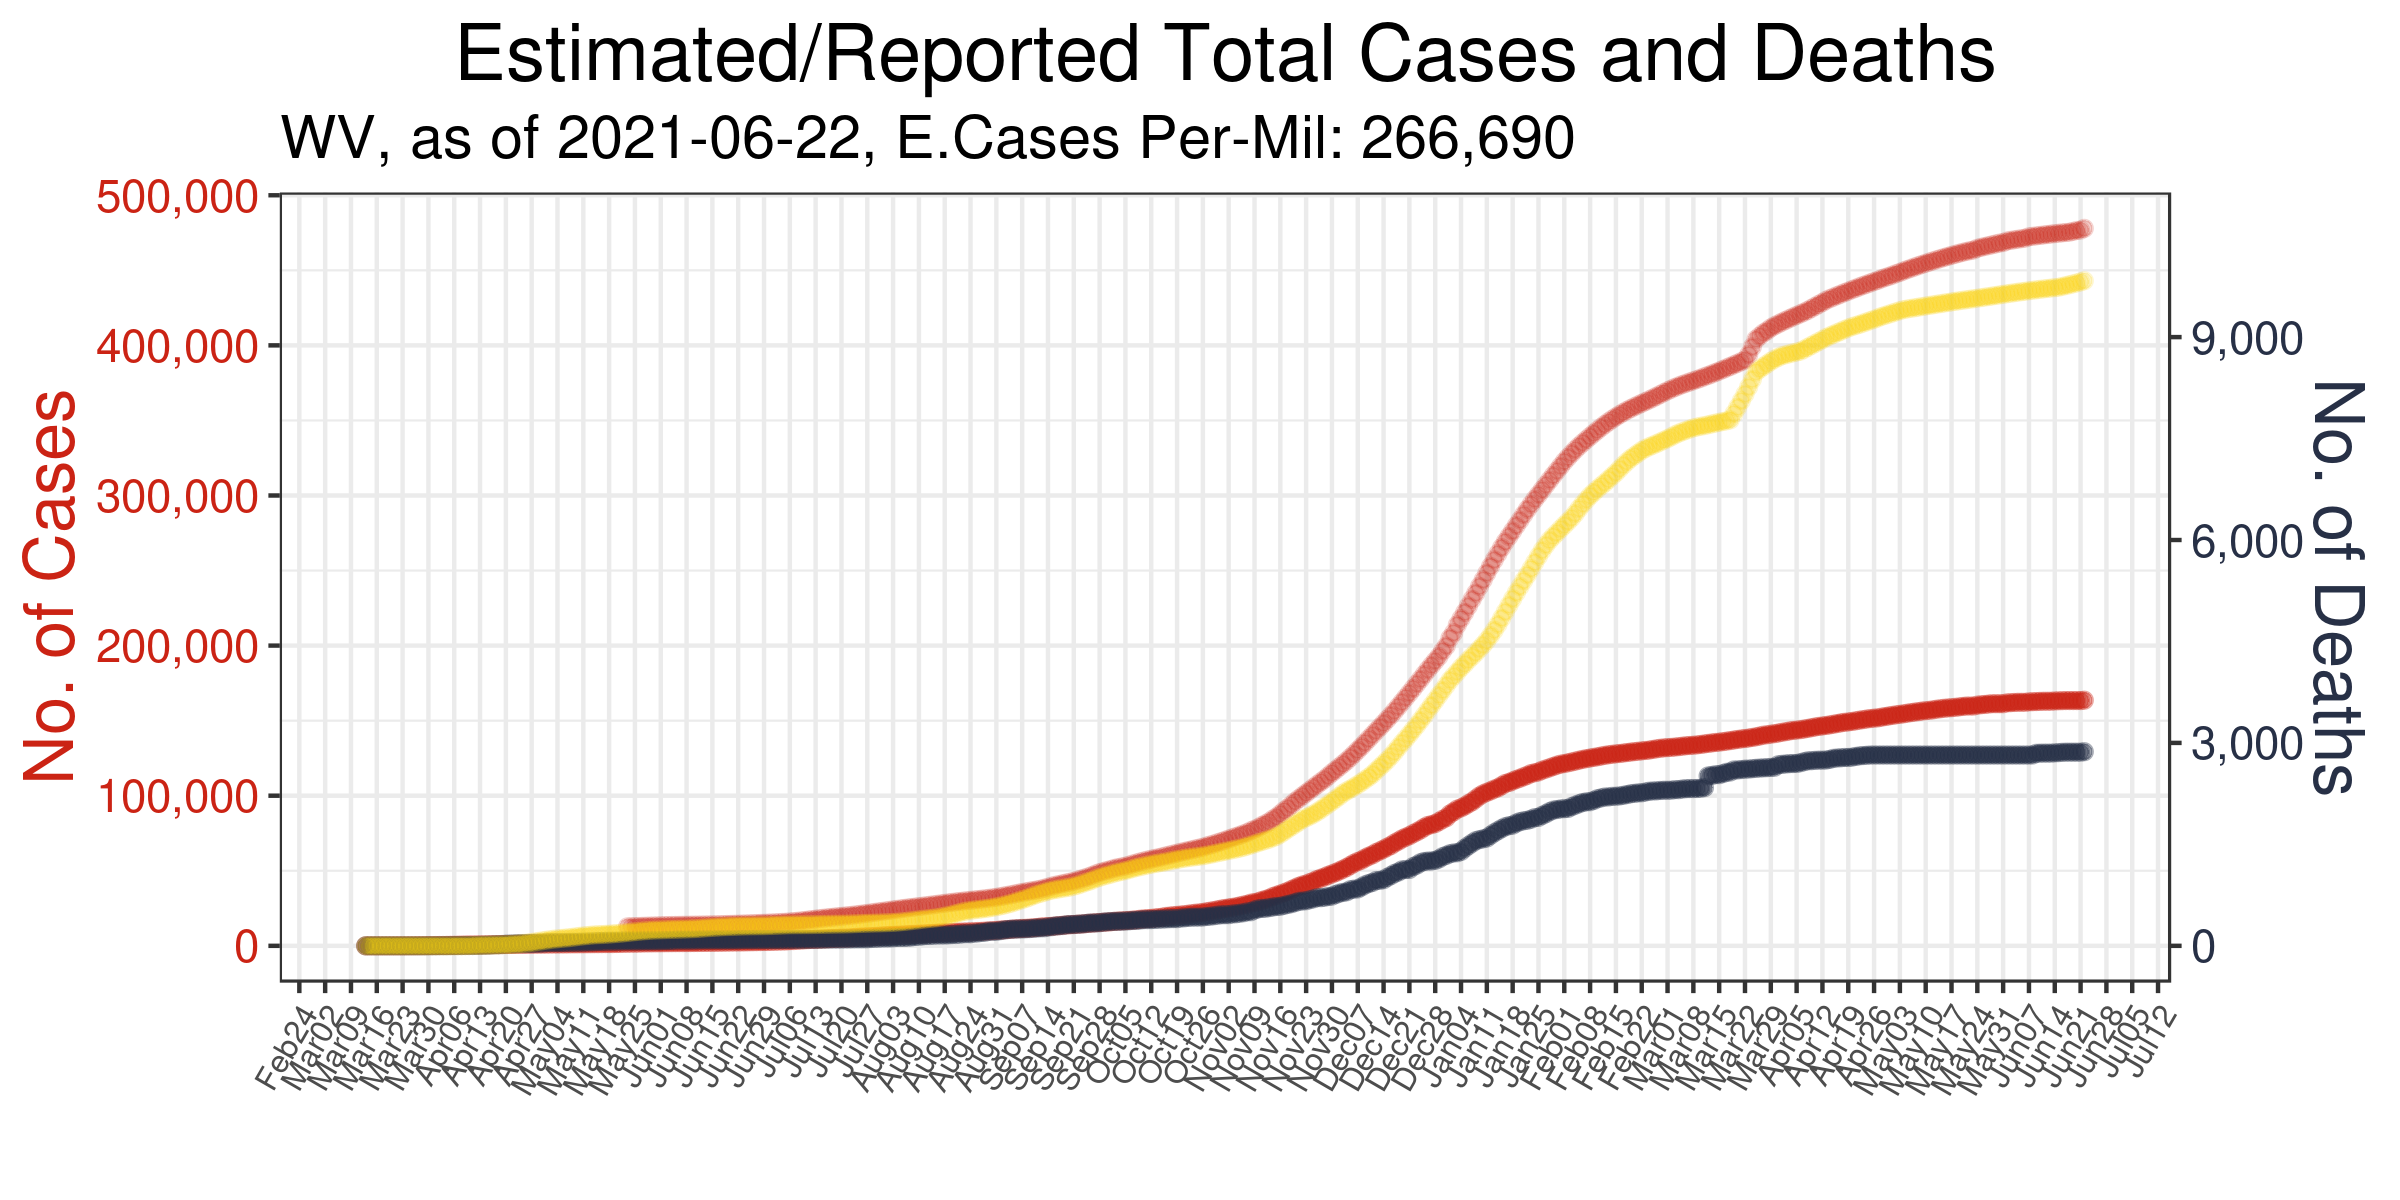 Estimated/Reported Total Cases and Deaths
WV, as of 2021-06-22, E.Cases Per-Mil: 266,690
No. of Cases
500,000
400,000
300,000
200,000
100,000
0
9,000
6,000
3,000
0
No. of Deaths
Feb24
Mar02
Mar09
Mar16
Mar23
Mar30
Apr06
Apr13
Apr20
Apr27
May04
May11
May18
May25
Jun01
Jun08
Jun15
Jun22
Jun29
Jul06
Jul13
Jul20
Jul27
Aug03
Aug10
Aug17
Aug24
Aug31
Sep07
Sep14
Sep21
Sep28
Oct05
Oct12
Oct19
Oct26
Nov02
Nov09
Nov16
Nov23
Nov30
Dec07
Dec14
Dec21
Dec28
Jan04
Jan11
Jan18
Jan25
Feb01
Feb08
Feb15
Feb22
Mar01
Mar08
Mar15
Mar22
Mar29
Apr05
Apr12
Apr19
Apr26
May03
May10
May17
May24
May31
Jun07
Jun14
Jun21
Jun28
Jul05
Jul12